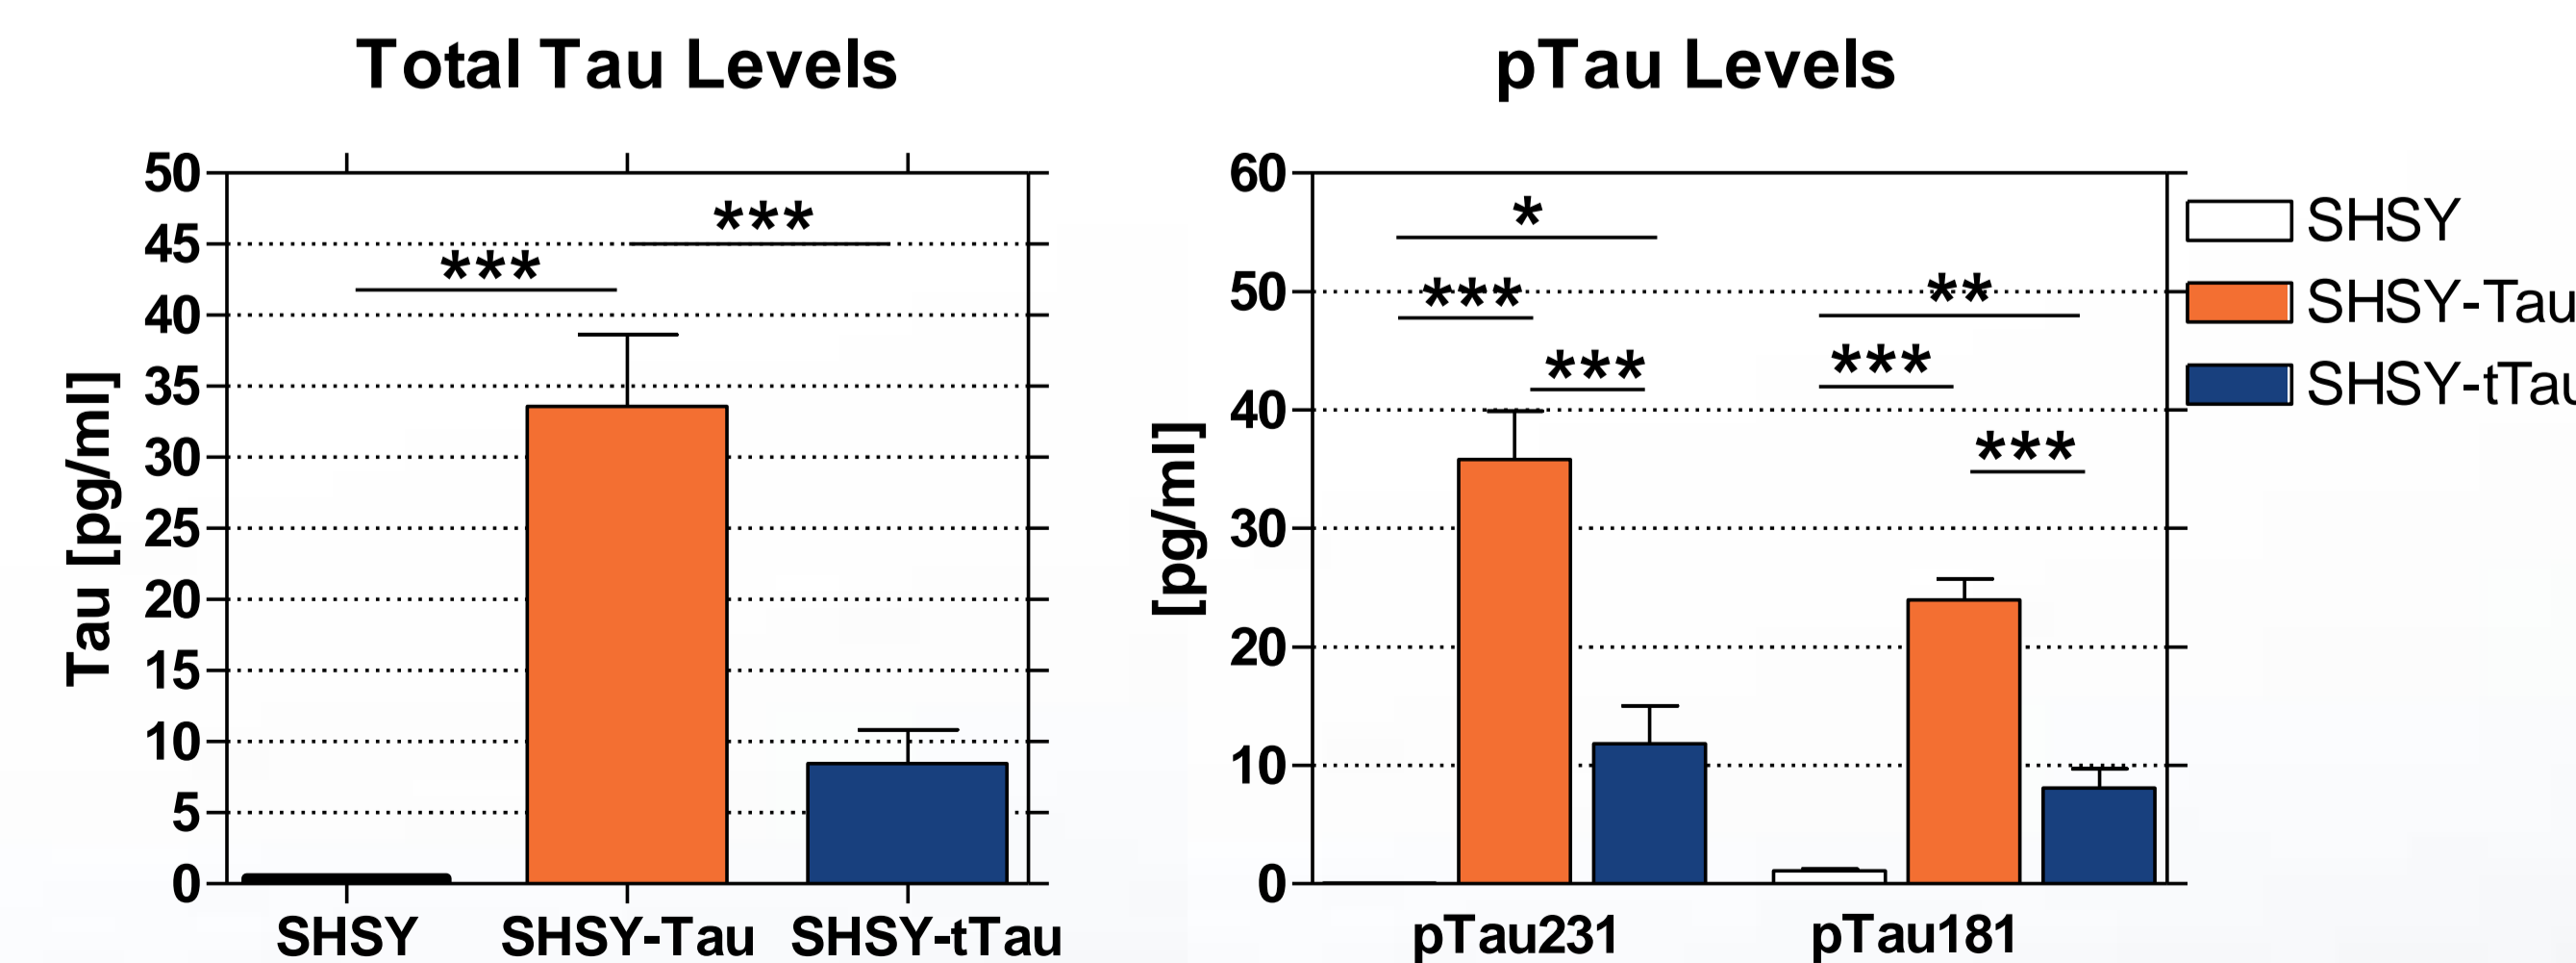 Total Tau Levels
50
45
40
35
30
25
20
15
10
5
0
Tau [pg/ml]
***
***
SHSY
SHSY-Tau
SHSY-tTau
pTau Levels
60
50
40
30
20
10
0
[pg/ml]
*
***
***
**
***
***
pTau231
pTau181
SHSY
SHSY-Tau
SHSY-tTau